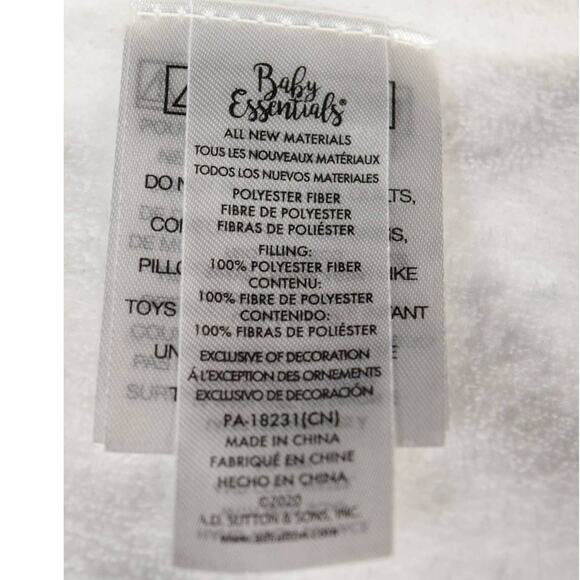 Baby
Essentials®
ALL NEW MATERIALS
TOUS LES NOUVEAUX MATÉRIAUX
TODOS LOS NUEVOS MATERIALES
POLYESTER FIBER
FIBRE DE POLYESTER
FIBRAS DE POLIÉSTER
FILLING:
100% POLYESTER FIBER
CONTENU:
100% FIBRE DE POLYESTER
CONTENIDO:
100% FIBRAS DE POLIÉSTER
EXCLUSIVE OF DECORATION
Á L'EXCEPTION DES ORNEMENTS
EXCLUSIVO DE DECORACIÓN
PA-18231(CN)
MADE IN CHINA
FABRIQUÉ EN CHINE
HECHO EN CHINA
©2020
A.D. SUTTON & SONS, INC.
DO
TOYS